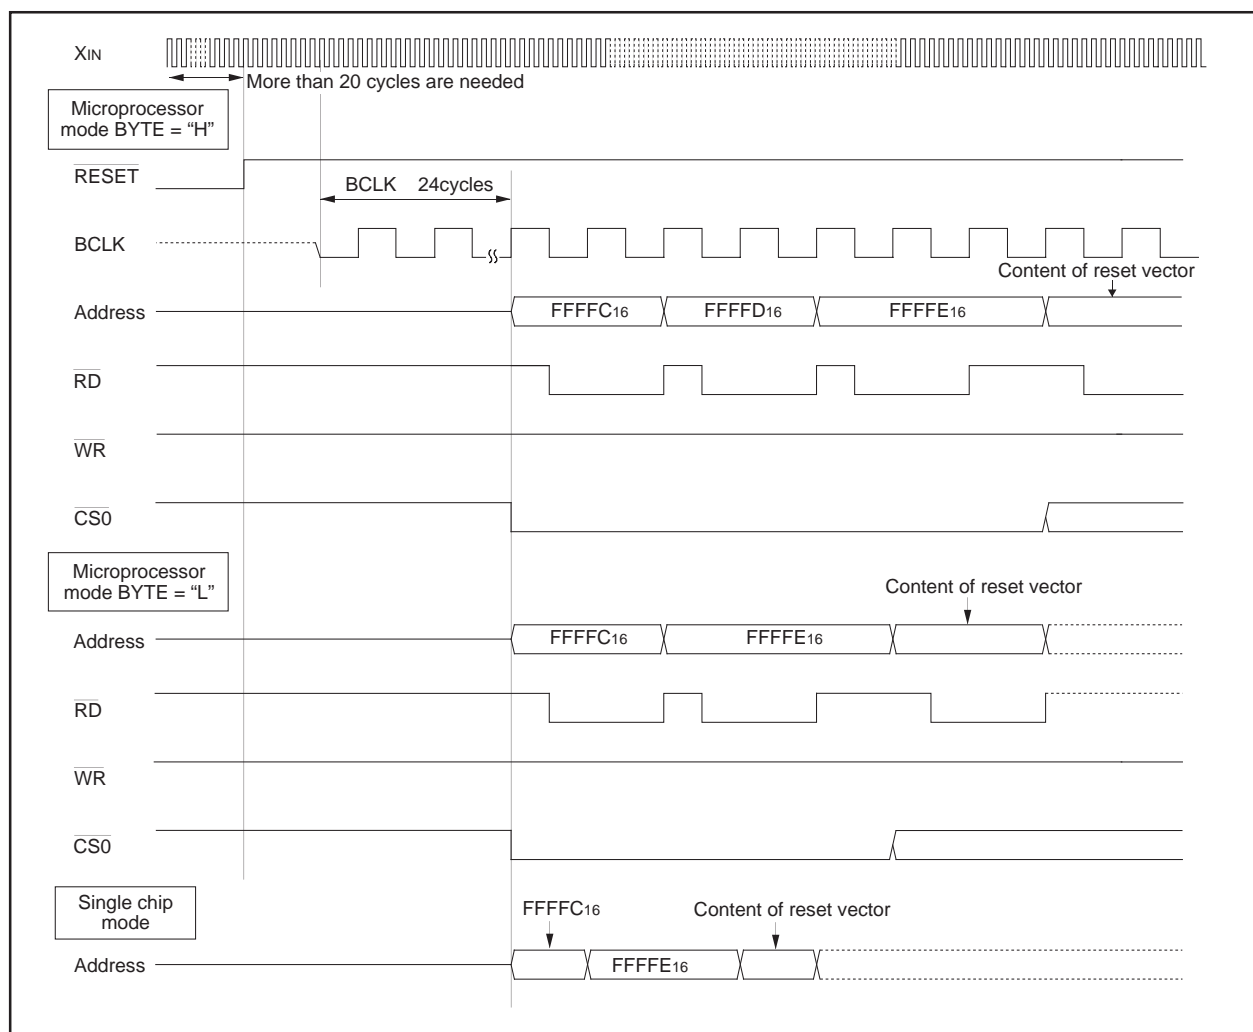 XIN
More than 20 cycles are needed
Microprocessor
mode BYTE = “H”
RESET
BCLK 24cycles
BCLK
Content of reset vector
Address
FFFFC16
FFFFD16
FFFFE16
RD
WR
CS0
Microprocessor
mode BYTE = “L”
Content of reset vector
Address
FFFFC16
FFFFE16
RD
WR
CS0
Single chip
mode
FFFFC16
Content of reset vector
Address
FFFFE16